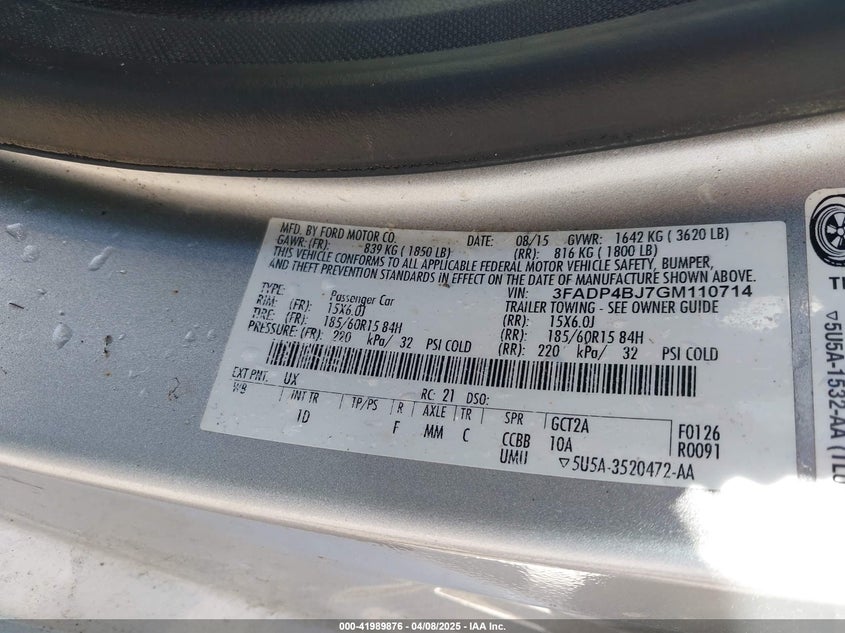 MFD. BY FORD MOTOR CO. DATE: 08/15 GVWR: 1642 KG ( 3620 LB)
GAWR: (FR): 839 KG ( 1850 LB) (RR): 816 KG ( 1800 LB)
THIS VEHICLE CONFORMS TO ALL APPLICABLE FEDERAL MOTOR VEHICLE SAFETY, BUMPER,
AND THEFT PREVENTION STANDARDS IN EFFECT ON THE DATE OF MANUFACTURE SHOWN ABOVE.
VIN: 3FADP4BJ7GM110714
TYPE: Passenger Car TRAILER TOWING - SEE OWNER GUIDE
RIM: (FR): 15X6.0J (RR): 15X6.0J
TIRE: (FR): 185/60R15 84H (RR): 185/60R15 84H
PRESSURE: (FR): 220 kPa/ 32 PSI COLD (RR): 220 kPa/ 32 PSI COLD
EXT PNT: UX RC: 21 DSO:
WB INT TR TP/PS R AXLE TR SPR GCT2A F0126
1D F MM C CCBB 10A R0091
UMU ▽5U5A-3520472-AA
▽5U5A-1532-AA
000-41989876 - 04/08/2025 - IAA Inc.